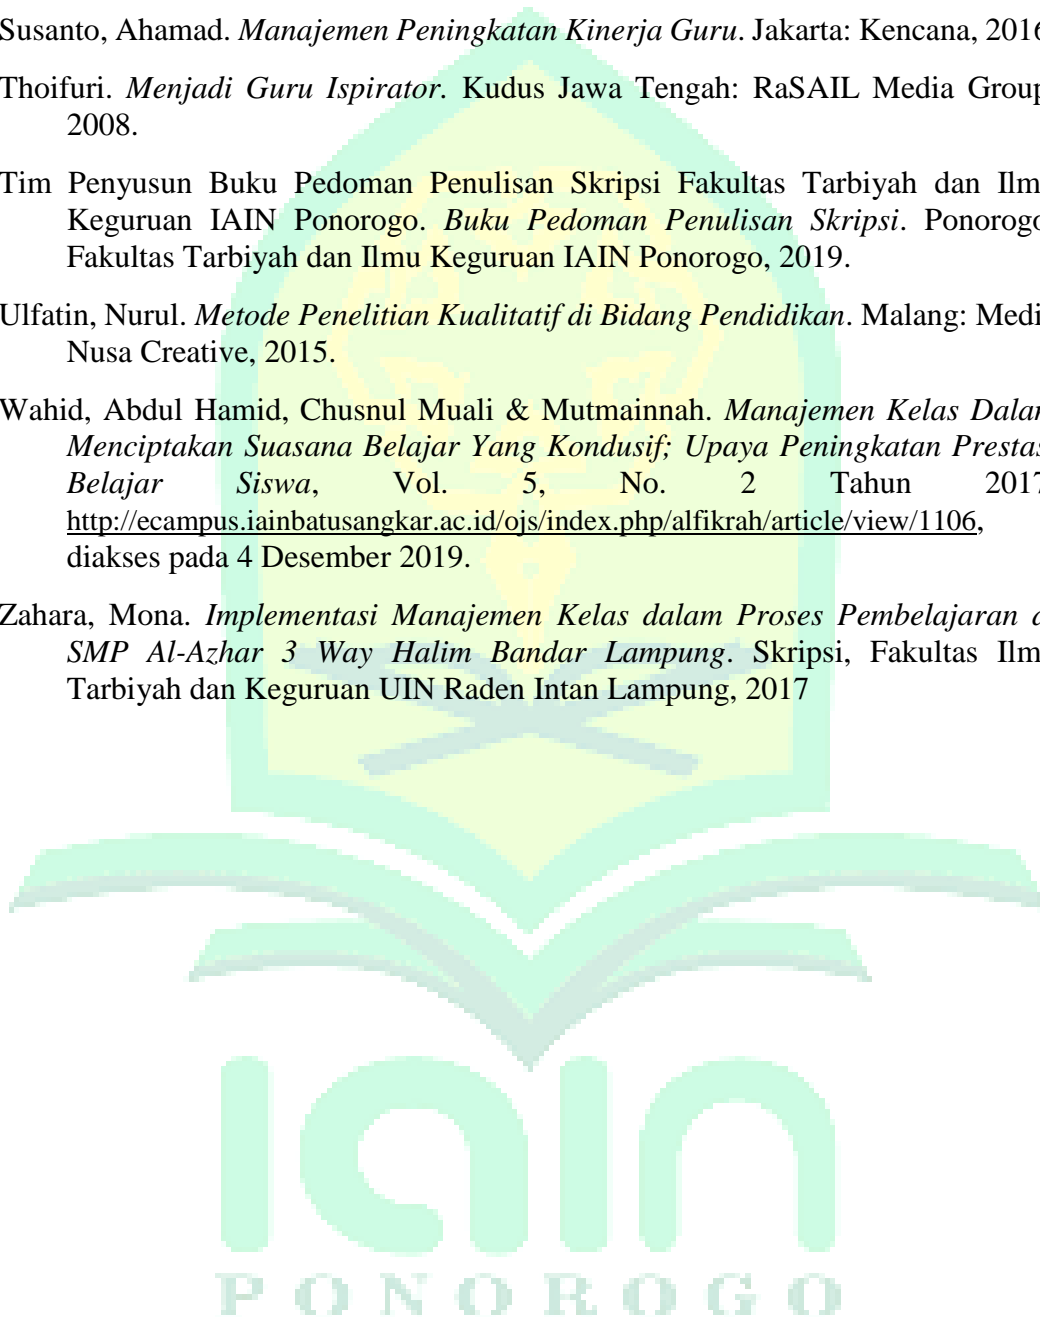 Susanto, Ahamad. Manajemen Peningkatan Kinerja Guru. Jakarta: Kencana, 2016
Thoifuri. Menjadi Guru Ispirator. Kudus Jawa Tengah: RaSAIL Media Group
2008.
Tim Penyusun Buku Pedoman Penulisan Skripsi Fakultas Tarbiyah dan Ilm
Keguruan IAIN Ponorogo. Buku Pedoman Penulisan Skripsi. Ponorogo
Fakultas Tarbiyah dan Ilmu Keguruan IAIN Ponorogo, 2019.
Ulfatin, Nurul. Metode Penelitian Kualitatif di Bidang Pendidikan. Malang: Medi
Nusa Creative, 2015.
Wahid, Abdul Hamid, Chusnul Muali & Mutmainnah. Manajemen Kelas Dalam
Menciptakan Suasana Belajar Yang Kondusif; Upaya Peningkatan Prestas
Belajar Siswa, Vol. 5, No. 2 Tahun 2017
http://ecampus.iainbatusangkar.ac.id/ojs/index.php/alfikrah/article/view/1106,
diakses pada 4 Desember 2019.
Zahara, Mona. Implementasi Manajemen Kelas dalam Proses Pembelajaran d
SMP Al-Azhar 3 Way Halim Bandar Lampung. Skripsi, Fakultas Ilm
Tarbiyah dan Keguruan UIN Raden Intan Lampung, 2017
iain
PONOROGO